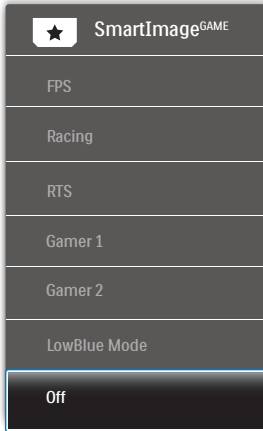 SmartImageGAME
FPS
Racing
RTS
Gamer 1
Gamer 2
LowBlue Mode
Off